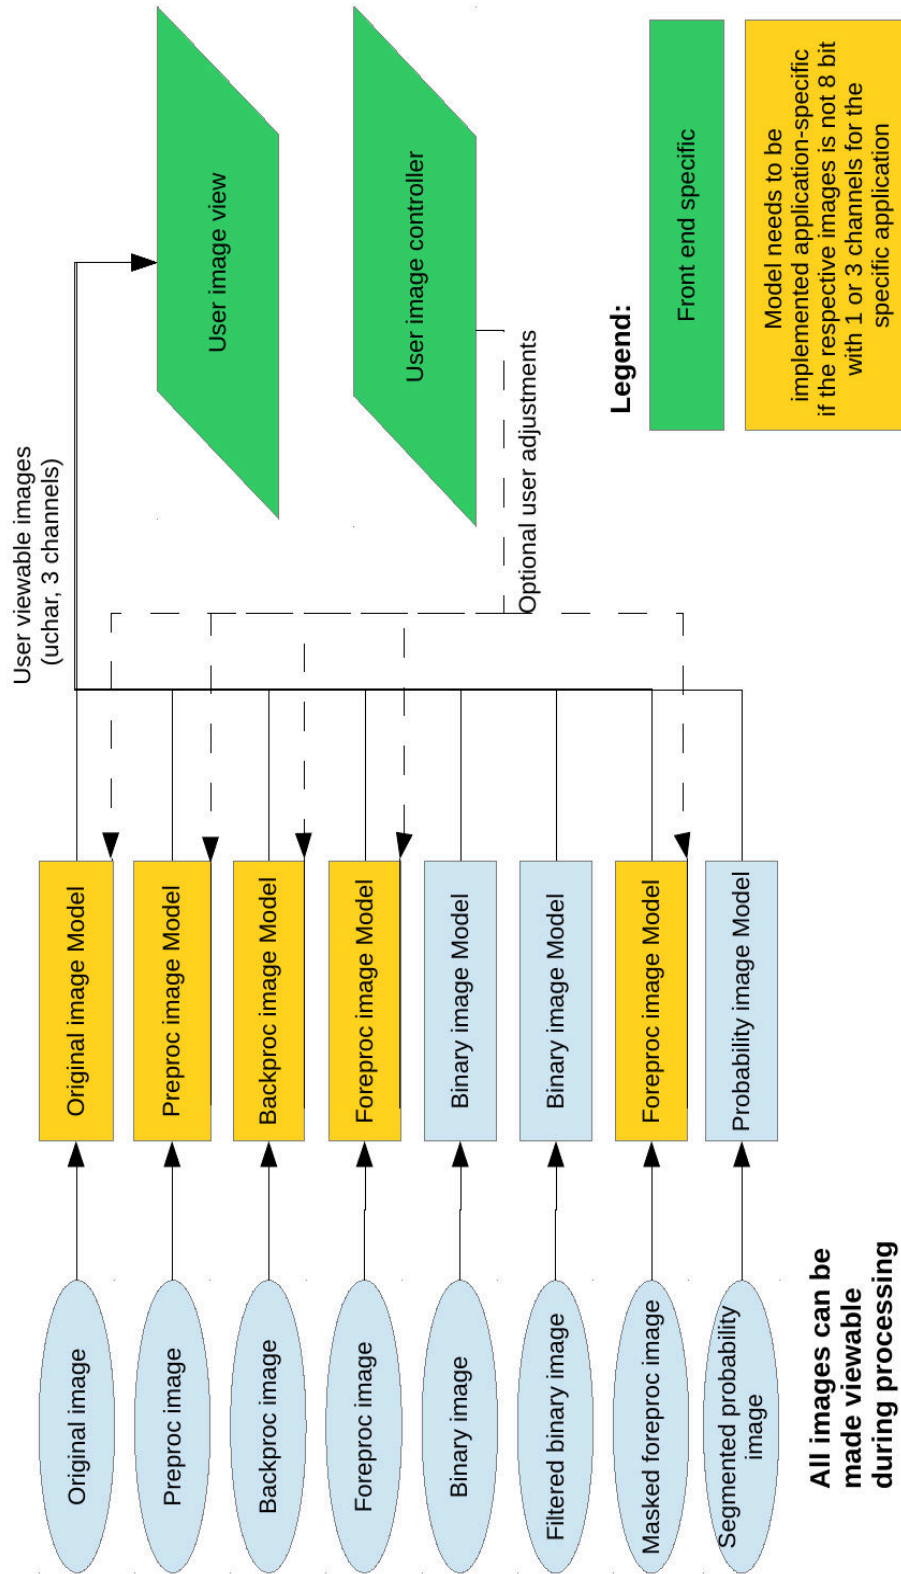 Original image
Preproc image
Backproc image
Foreproc image
Binary image
Filtered binary image
Masked foreproc image
Segmented probability
image
All images can be
made viewable
during processing
Original image Model
Preproc image Model
Backproc image Model
Foreproc image Model
Binary image Model
Binary image Model
Foreproc image Model
Probability image Model
User viewable images
(uchar, 3 channels)
User image view
User image controller
Optional user adjustments
Legend:
Front end specific
Model needs to be
implemented application-specific
if the respective images is not 8 bit
with 1 or 3 channels for the
specific application